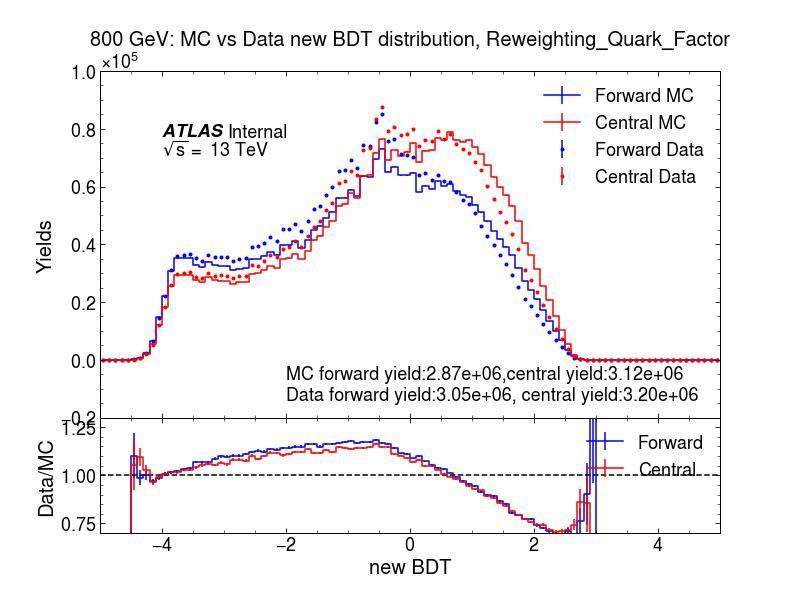 800 GeV: MC vs Data new BDT distribution, Reweighting_Quark_Factor
×10⁵
1.0
0.8
0.6
0.4
0.2
0.0
0.2
Yields
ATLAS Internal
√s = 13 TeV
Forward MC
Central MC
Forward Data
Central Data
MC forward yield:2.87e+06,central yield:3.12e+06
Data forward yield:3.05e+06, central yield:3.20e+06
1.25
1.00
0.75
Data/MC
Forward
Central
−4 −2 0 2 4
new BDT